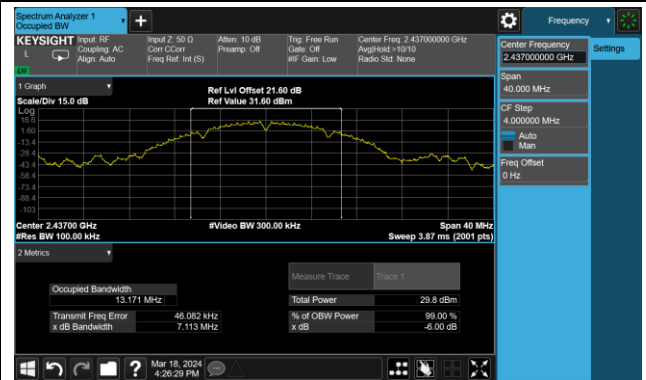 Spectrum Analyzer 1
Occupied BW
Frequency
KEYSIGHT
L
LW
Input: RF
Coupling: AC
Align: Auto
Input Z: 50 Ω
Corr CCorr
Freq Ref: Int (S)
Atten: 10 dB
Preamp: Off
Trig: Free Run
Gate: Off
#IF Gain: Low
Center Freq: 2.437000000 GHz
Avg|Hold:>10/10
Radio Std: None
Center Frequency
2.437000000 GHz
Settings
Span
40.000 MHz
CF Step
4.000000 MHz
Auto
Man
Freq Offset
0 Hz
1 Graph
Scale/Div 15.0 dB
Ref Lvl Offset 21.60 dB
Ref Value 31.60 dBm
Log
16.6
1.60
-13.4
-28.4
-43.4
-58.4
-73.4
-88.4
-103
Center 2.43700 GHz
#Res BW 100.00 kHz
#Video BW 300.00 kHz
Span 40 MHz
Sweep 3.87 ms (2001 pts)
2 Metrics
Measure Trace Trace 1
Occupied Bandwidth
13.171 MHz
Total Power 29.8 dBm
Transmit Freq Error 46.082 kHz
% of OBW Power 99.00 %
x dB Bandwidth 7.113 MHz
x dB -6.00 dB
Mar 18, 2024
4:26:29 PM